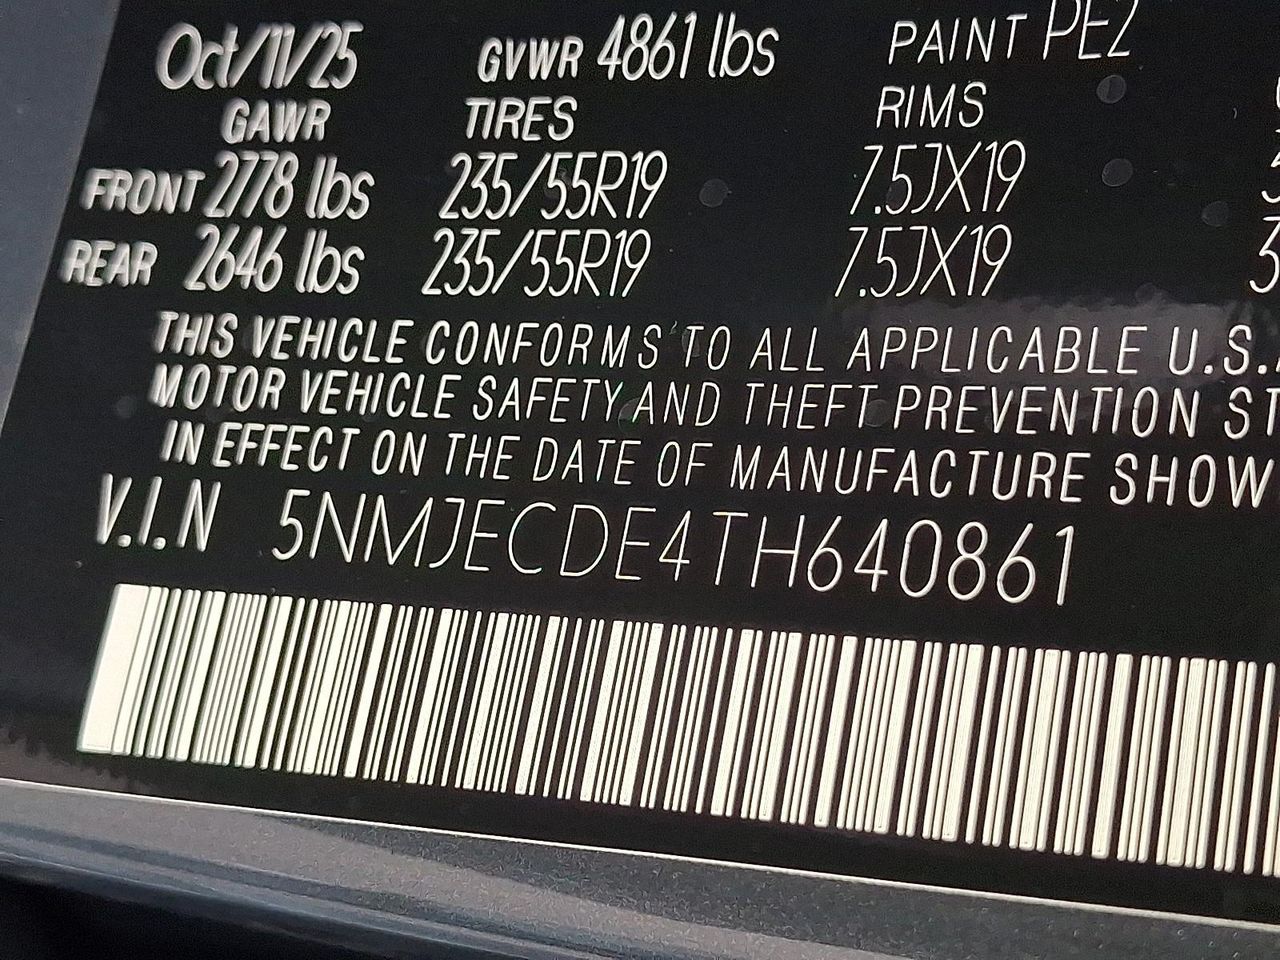 Oct/11/25 GVWR 4861 lbs PAINT PE2
GAWR TIRES RIMS
FRONT 2778 lbs 235/55R19 7.5JX19
REAR 2646 lbs 235/55R19 7.5JX19
THIS VEHICLE CONFORMS TO ALL APPLICABLE U.S.
MOTOR VEHICLE SAFETY AND THEFT PREVENTION ST
IN EFFECT ON THE DATE OF MANUFACTURE SHOW
V.I.N 5NMJECDE4TH640861